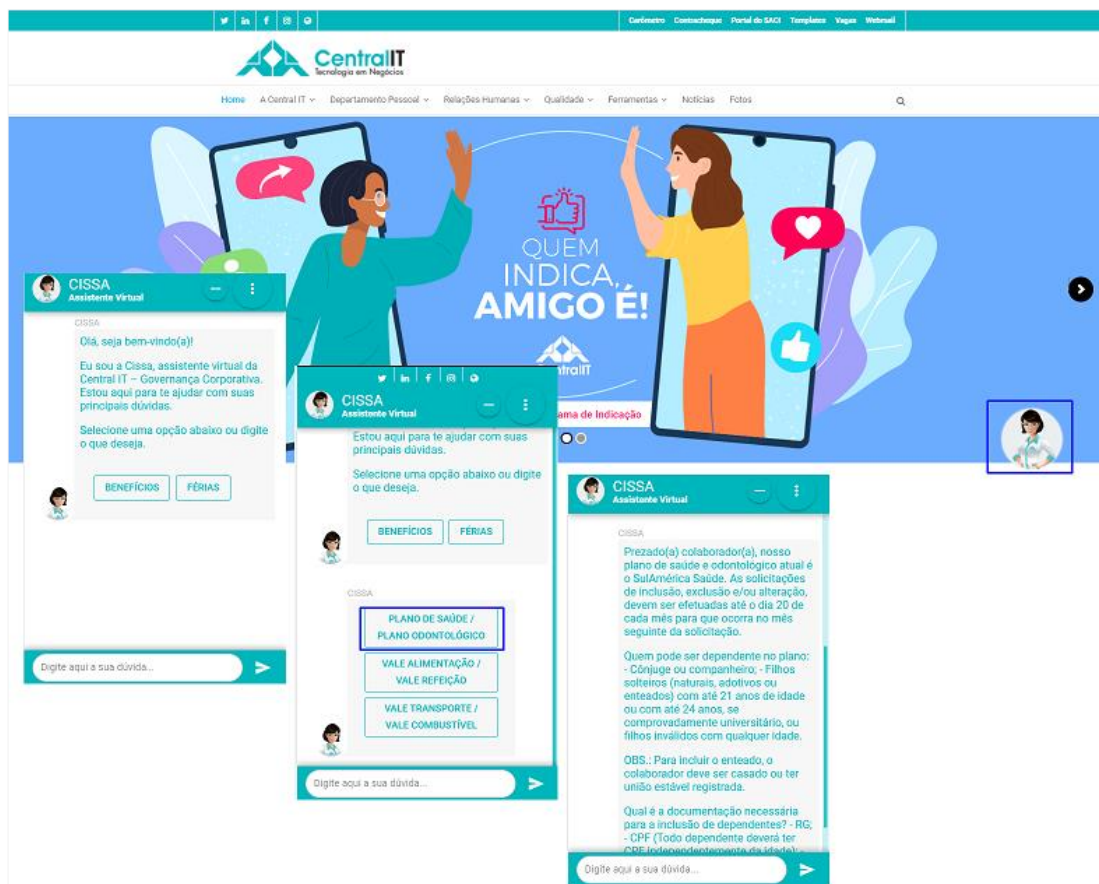 Carômetro Contracheque Portal do SACI Templates Vagas Webmail
CentralIT
Tecnologia em Negócios
Home A Central IT Departamento Pessoal Relações Humanas Qualidade Ferramentas Notícias Fotos
QUEM
INDICA,
AMIGO É!
ntralIT
ama de Indicação
CISSA
Assistente Virtual
CISSA
Olá, seja bem-vindo(a)!
Eu sou a Cissa, assistente virtual da
Central IT – Governança Corporativa.
Estou aqui para te ajudar com suas
principais dúvidas.
Selecione uma opção abaixo ou digite
o que deseja.
BENEFÍCIOS FÉRIAS
Digite aqui a sua dúvida...
CISSA
Assistente Virtual
Estou aqui para te ajudar com suas
principais dúvidas.
Selecione uma opção abaixo ou digite
o que deseja.
BENEFÍCIOS FÉRIAS
CISSA
PLANO DE SAÚDE /
PLANO ODONTOLÓGICO
VALE ALIMENTAÇÃO /
VALE REFEIÇÃO
VALE TRANSPORTE /
VALE COMBUSTÍVEL
Digite aqui a sua dúvida...
CISSA
Assistente Virtual
CISSA
Prezado(a) colaborador(a), nosso
plano de saúde e odontológico atual é
o SulAmérica Saúde. As solicitações
de inclusão, exclusão e/ou alteração,
devem ser efetuadas até o dia 20 de
cada mês para que ocorra no mês
seguinte da solicitação.
Quem pode ser dependente no plano:
- Cônjuge ou companheiro; - Filhos
solteiros (naturais, adotivos ou
enteados) com até 21 anos de idade
ou com até 24 anos, se
comprovadamente universitário, ou
filhos inválidos com qualquer idade.
OBS.: Para incluir o enteado, o
colaborador deve ser casado ou ter
união estável registrada.
Qual é a documentação necessária
para a inclusão de dependentes? - RG;
- CPF (Todo dependente deverá ter
CPF independentemente da idade); -
Digite aqui a sua dúvida...